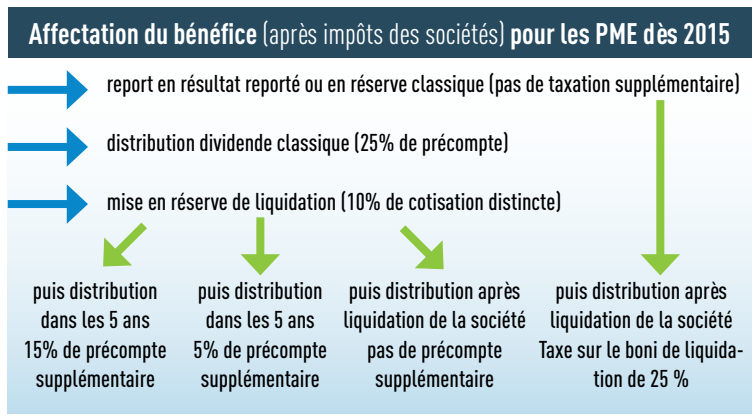 Affectation du bénéfice (après impôts des sociétés) pour les PME dès 2015
report en résultat reporté ou en réserve classique (pas de taxation supplémentaire)
distribution dividende classique (25% de précompte)
mise en réserve de liquidation (10% de cotisation distincte)
puis distribution
dans les 5 ans
15% de précompte
supplémentaire
puis distribution
dans les 5 ans
5% de précompte
supplémentaire
puis distribution après
liquidation de la société
pas de précompte
supplémentaire
puis distribution après
liquidation de la société
Taxe sur le boni de liquida-
tion de 25 %